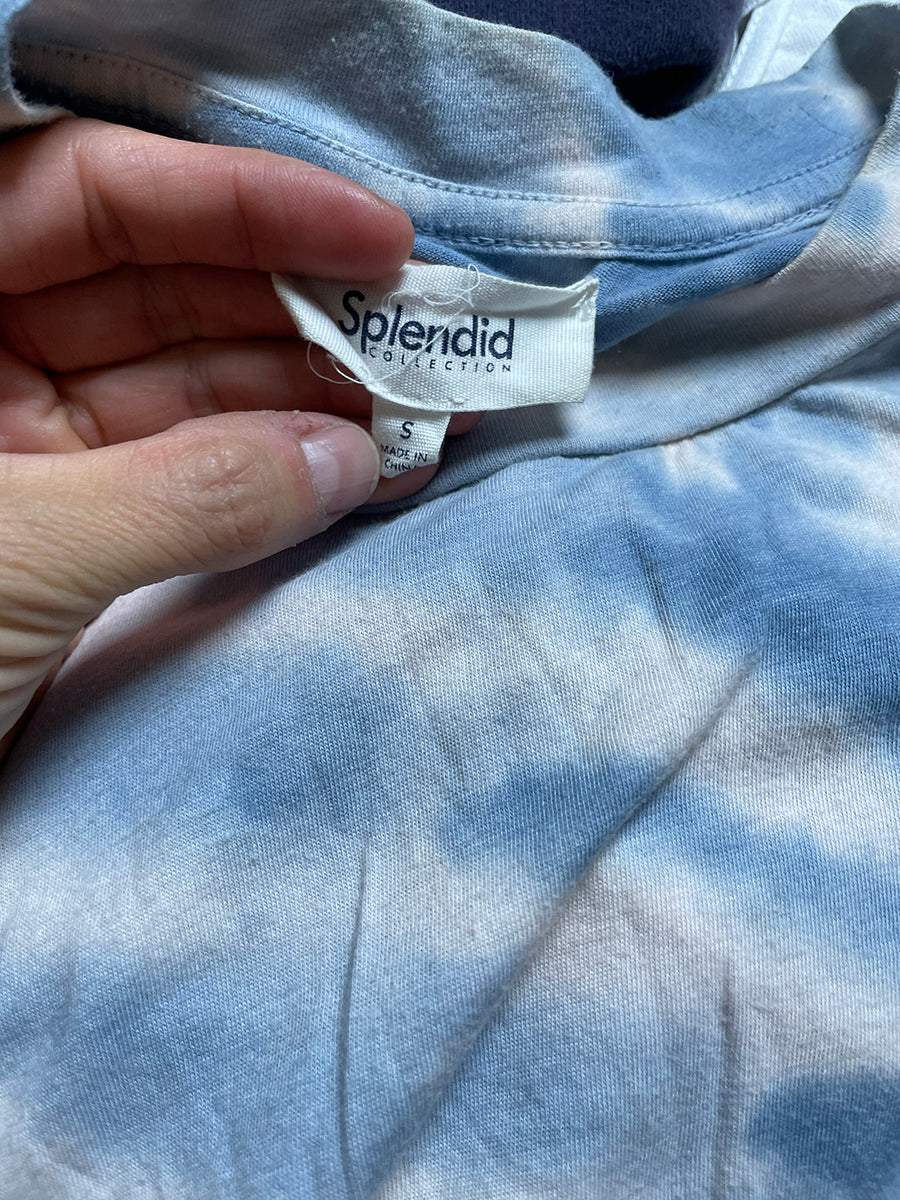 Splendid
COLLECTION
S
MADE IN
CHINA